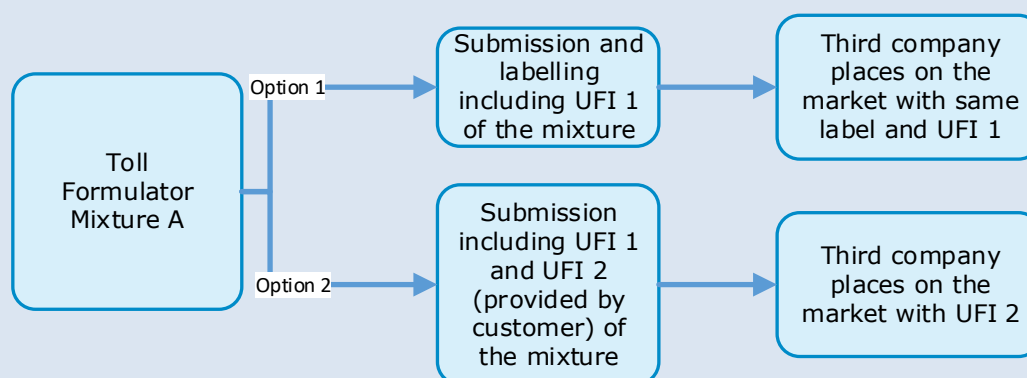 Toll
Formulator
Mixture A
Option 1
Submission and
labelling
including UFI 1
of the mixture
Third company
places on the
market with same
label and UFI 1
Option 2
Submission
including UFI 1
and UFI 2
(provided by
customer) of
the mixture
Third company
places on the
market with UFI 2